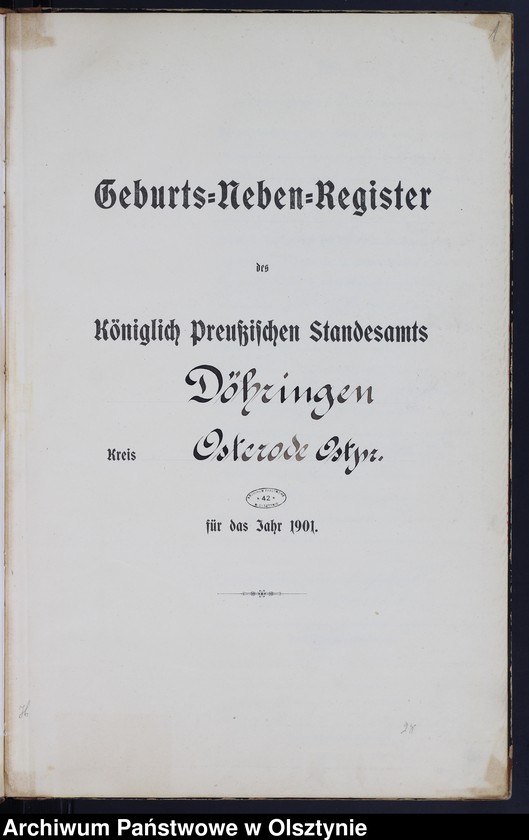 1
Geburts=Neben=Register
des
Königlich Preußischen Standesamts
Döhringen
Kreis Osterode Ostpr.
42
für das Jahr 1901.
Archiwum Państwowe w Olsztynie